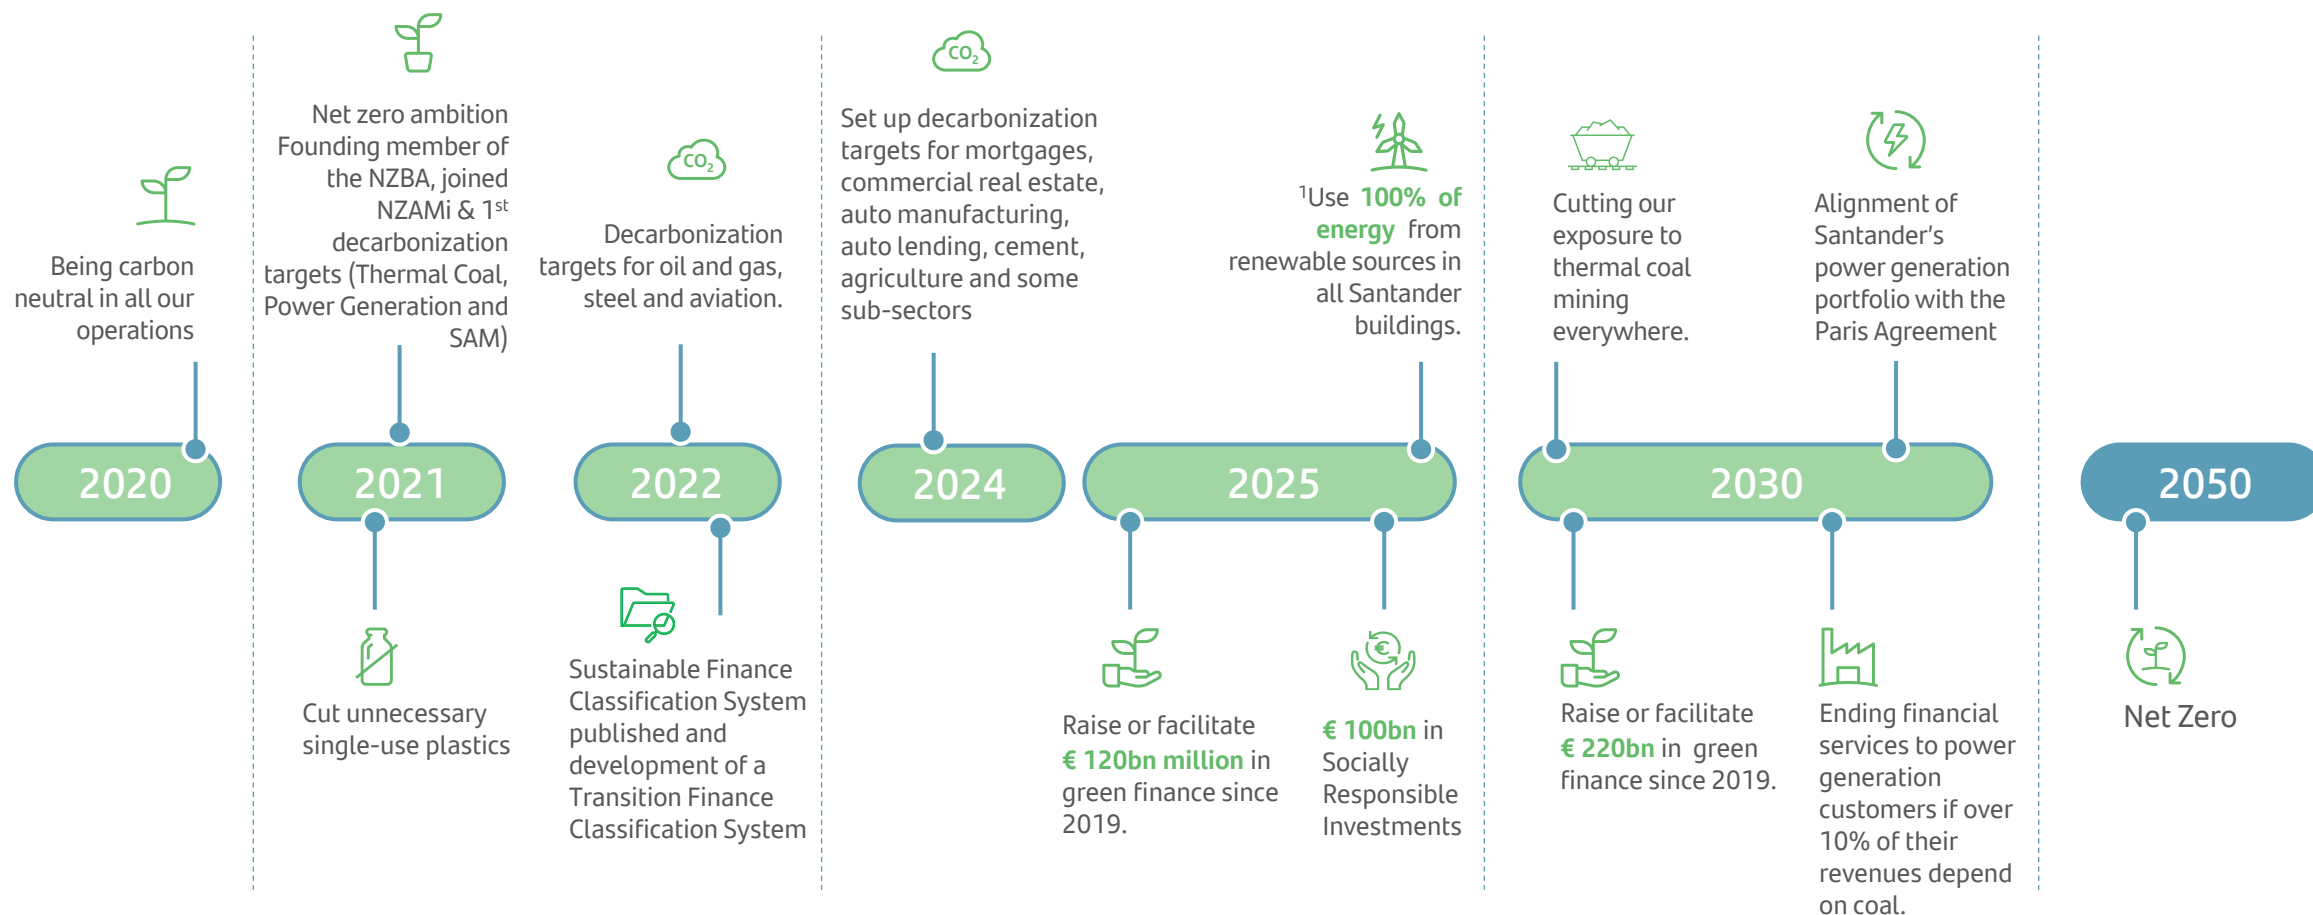 Being carbon
neutral in all our
operations
2020
Net zero ambition
Founding member of
the NZBA, joined
NZAMi & 1st
decarbonization
targets (Thermal Coal,
Power Generation and
SAM)
2021
Cut unnecessary
single-use plastics
CO2
Decarbonization
targets for oil and gas,
steel and aviation.
2022
Sustainable Finance
Classification System
published and
development of a
Transition Finance
Classification System
CO2
Set up decarbonization
targets for mortgages,
commercial real estate,
auto manufacturing,
auto lending, cement,
agriculture and some
sub-sectors
2024
1Use 100% of
energy from
renewable sources in
all Santander
buildings.
2025
Raise or facilitate
€ 120bn million in
green finance since
2019.
€
€ 100bn in
Socially
Responsible
Investments
Cutting our
exposure to
thermal coal
mining
everywhere.
Alignment of
Santander’s
power generation
portfolio with the
Paris Agreement
2030
Raise or facilitate
€ 220bn in green
finance since 2019.
Ending financial
services to power
generation
customers if over
10% of their
revenues depend
on coal.
2050
Net Zero